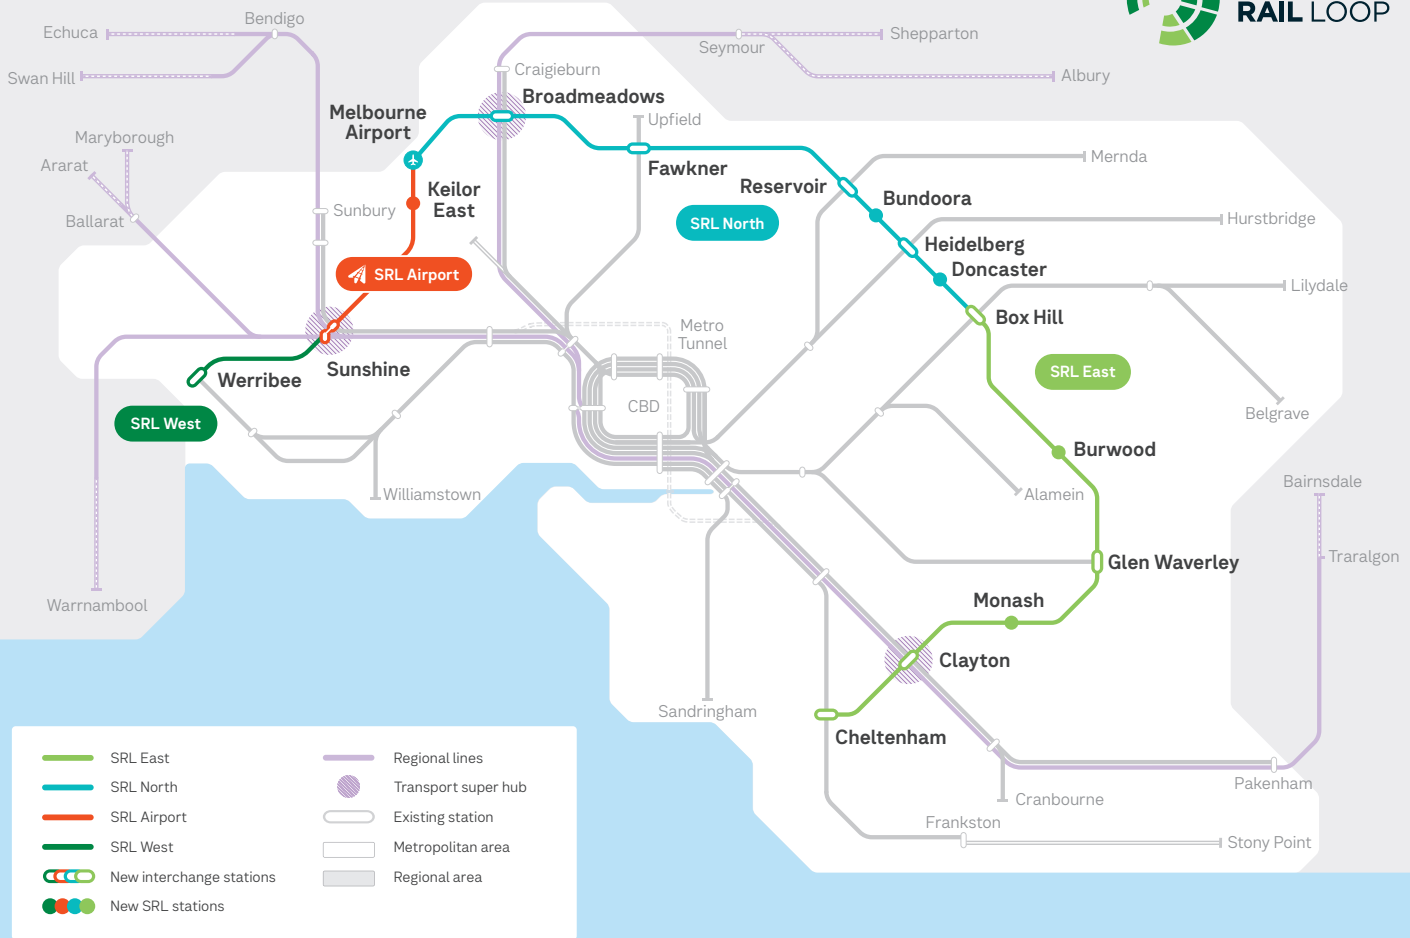 RAIL LOOP
Echuca
Bendigo
Swan Hill
Seymour
Shepparton
Albury
Craigieburn
Broadmeadows
Melbourne
Airport
Upfield
Fawkner
Maryborough
Ararat
Ballarat
Sunbury
Keilor
East
Mernda
Reservoir
Bundoora
SRL North
Hurstbridge
Heidelberg
Doncaster
SRL Airport
Lilydale
Box Hill
Metro
Tunnel
Sunshine
Werribee
SRL East
CBD
SRL West
Belgrave
Burwood
Williamstown
Alamein
Bairnsdale
Glen Waverley
Traralgon
Warrnambool
Monash
Clayton
Sandringham
Cheltenham
Pakenham
Cranbourne
Frankston
Stony Point
SRL East
SRL North
SRL Airport
SRL West
New interchange stations
New SRL stations
Regional lines
Transport super hub
Existing station
Metropolitan area
Regional area